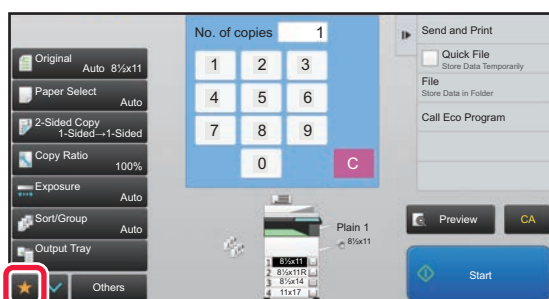 No. of copies 1
Original
Auto 8½x11
Paper Select
Auto
2-Sided Copy
1-Sided→1-Sided
Copy Ratio
100%
Exposure
Auto
Sort/Group
Auto
Output Tray
Others
1 2 3
4 5 6
7 8 9
0 C
Plain 1
8½x11
1 8½x11
2 8½x11R
3 8½x14
4 11x17
Send and Print
Quick File
Store Data Temporarily
File
Store Data in Folder
Call Eco Program
Preview
CA
Start